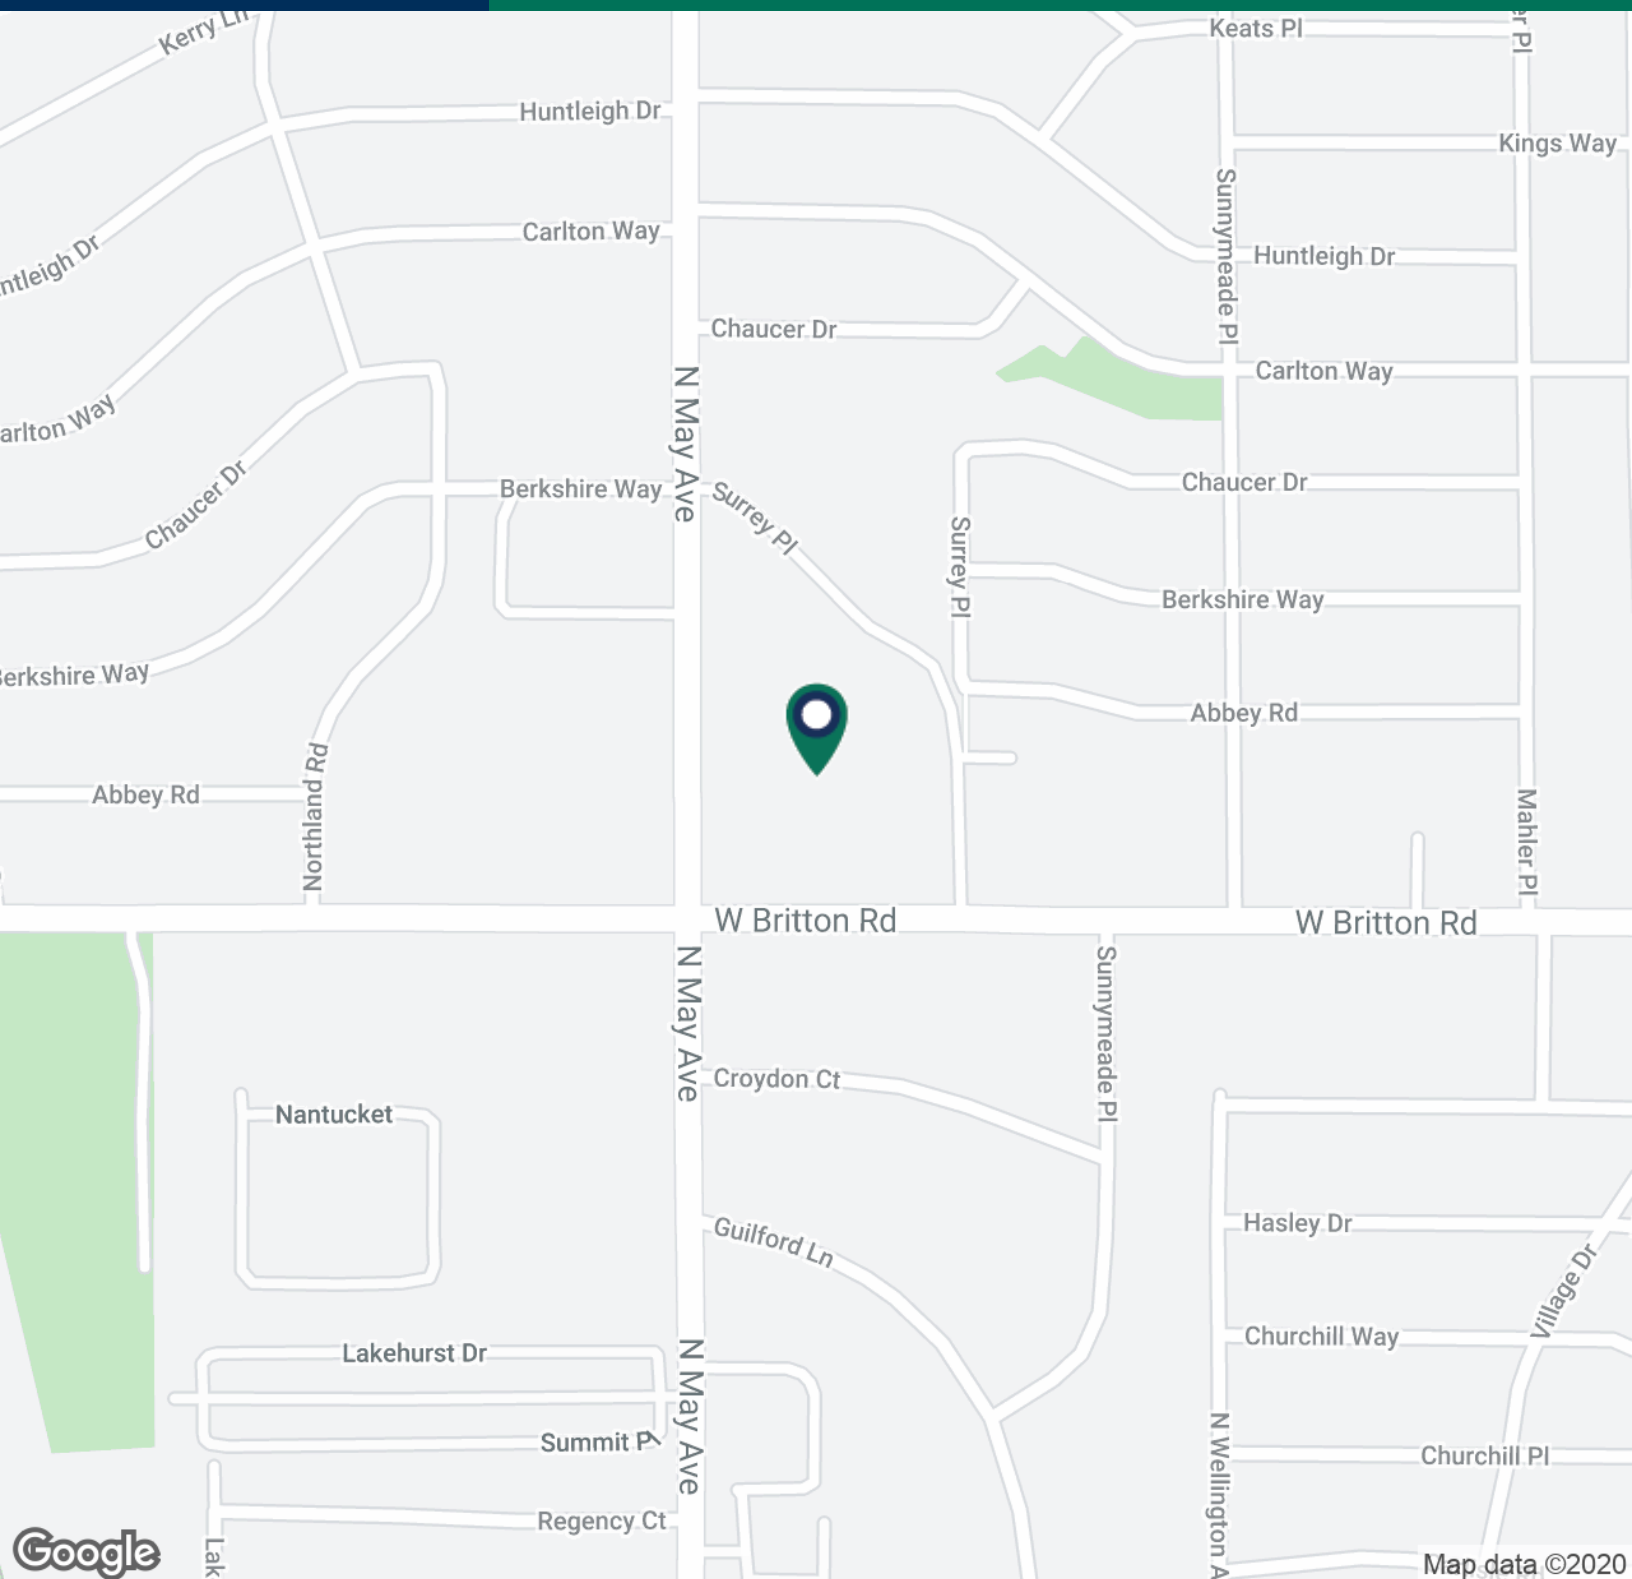 Kerry Ln
Keats Pl
er Pl
Huntleigh Dr
Kings Way
Sunnymeade Pl
Carlton Way
ntleigh Dr
Huntleigh Dr
Chaucer Dr
Carlton Way
N May Ave
arlton Way
Chaucer Dr
Berkshire Way
Surrey Pl
Chaucer Dr
Surrey Pl
Berkshire Way
Berkshire Way
Abbey Rd
Abbey Rd
Northland Rd
Mahler Pl
W Britton Rd
W Britton Rd
N May Ave
Sunnymeade Pl
Croydon Ct
Nantucket
Guilford Ln
Hasley Dr
Village Dr
Lakehurst Dr
Churchill Way
N May Ave
Summit P
N Wellington A
Churchill Pl
Regency Ct
Lak
Google
Map data ©2020